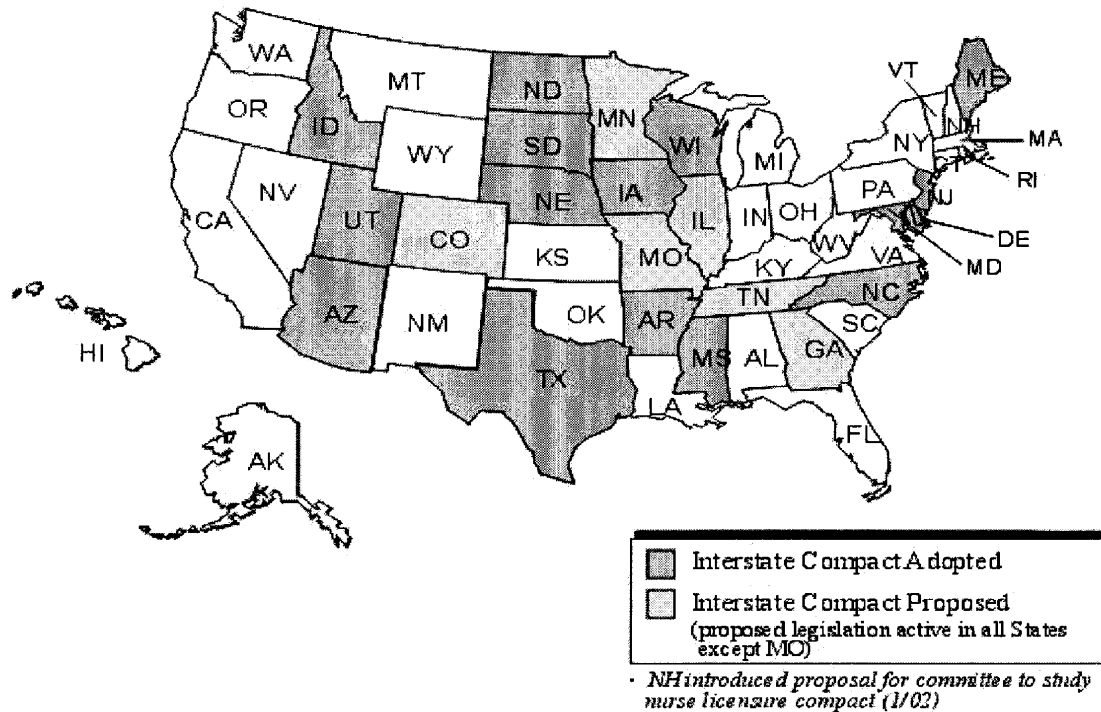 WA
MT
ND
MN
VT
ME
OR
ID
SD
WI
NH
NY
MA
WY
MI
RI
IA
PA
NJ
NV
NE
CA
UT
CO
IL
IN
OH
DE
KS
MO
WV
VA
MD
KY
AZ
NM
OK
AR
TN
NC
SC
HI
TX
MS
AL
GA
LA
FL
AK
Interstate Compact Adopted
Interstate Compact Proposed
(proposed legislation active in all States
except MO)
· NH introduced proposal for committee to study
nurse licensure compact (1/02)